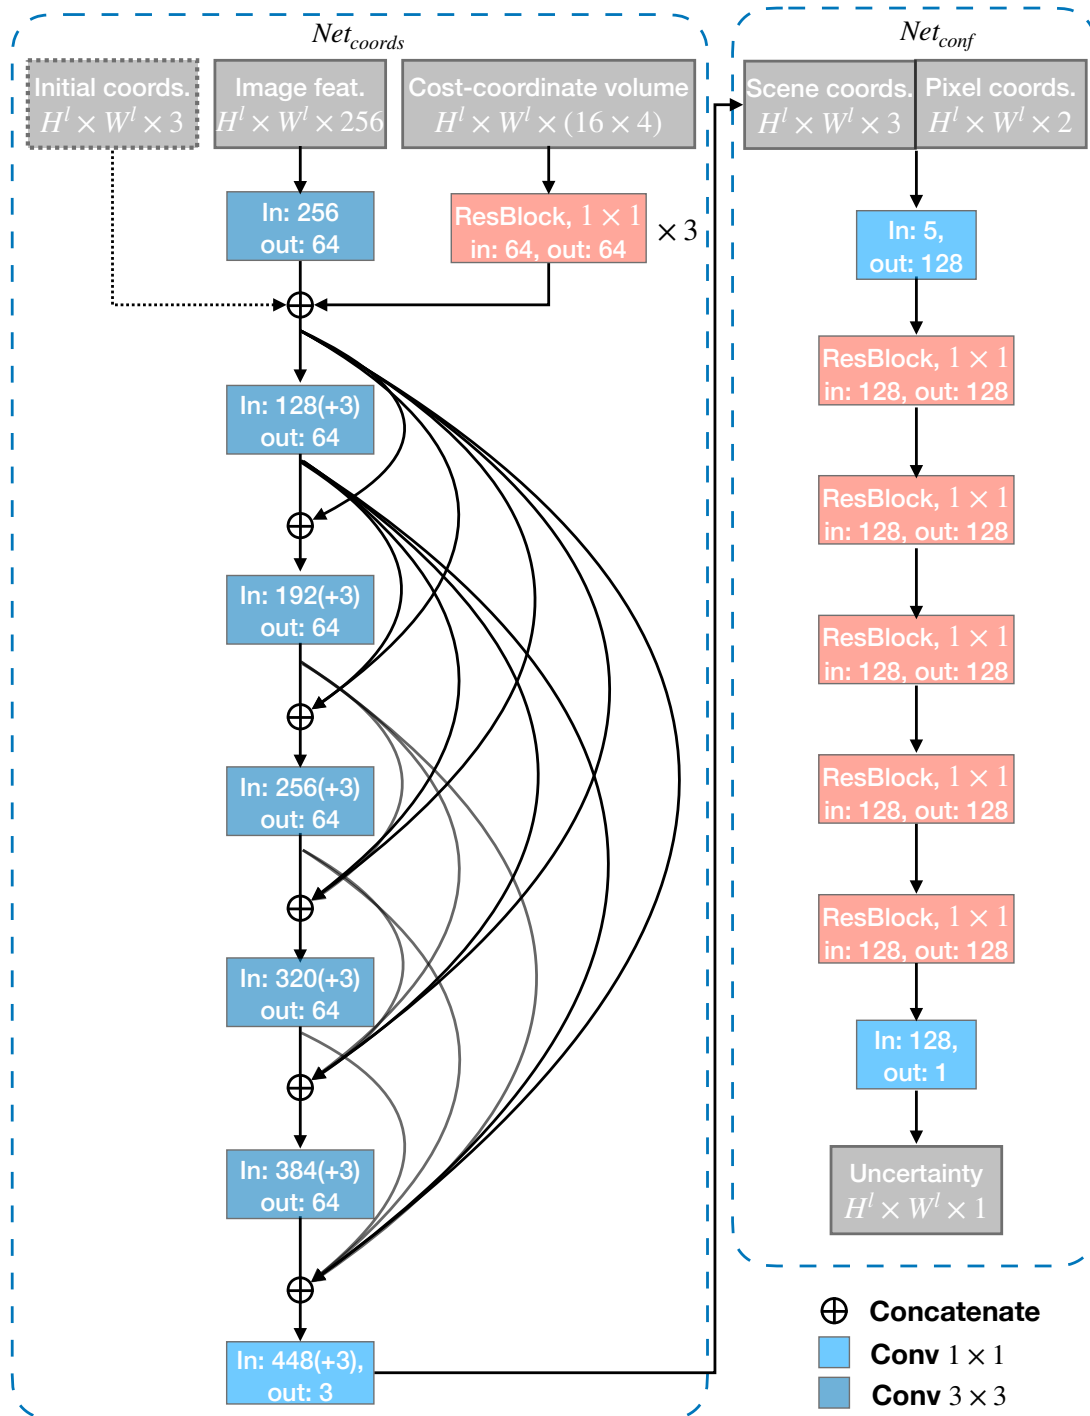 Net_coords
Initial coords.
H^l × W^l × 3
Image feat.
H^l × W^l × 256
Cost-coordinate volume
H^l × W^l × (16 × 4)
In: 256
out: 64
ResBlock, 1 × 1
in: 64, out: 64
× 3
In: 128(+3)
out: 64
In: 192(+3)
out: 64
In: 256(+3)
out: 64
In: 320(+3)
out: 64
In: 384(+3)
out: 64
In: 448(+3),
out: 3
Net_conf
Scene coords.
H^l × W^l × 3
Pixel coords.
H^l × W^l × 2
In: 5,
out: 128
ResBlock, 1 × 1
in: 128, out: 128
ResBlock, 1 × 1
in: 128, out: 128
ResBlock, 1 × 1
in: 128, out: 128
ResBlock, 1 × 1
in: 128, out: 128
ResBlock, 1 × 1
in: 128, out: 128
In: 128,
out: 1
Uncertainty
H^l × W^l × 1
⊕ Concatenate
Conv 1 × 1
Conv 3 × 3